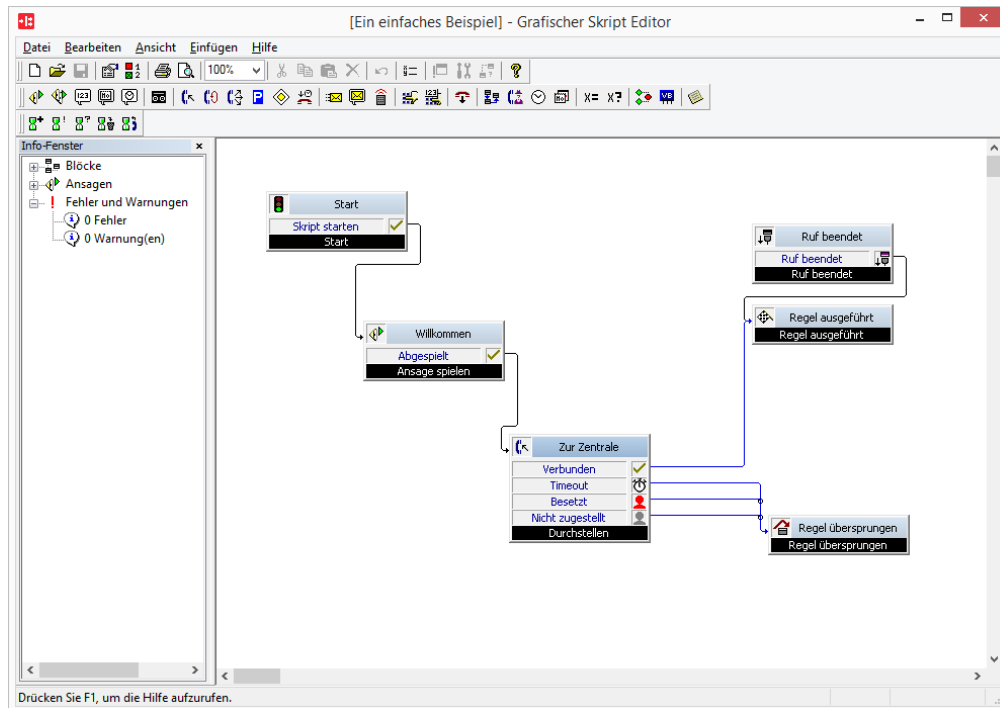 [Ein einfaches Beispiel] - Grafischer Skript Editor
Datei Bearbeiten Ansicht Einfügen Hilfe
100%
Info-Fenster
Blöcke
Ansagen
Fehler und Warnungen
0 Fehler
0 Warnung(en)
Start
Skript starten
Start
Ruf beendet
Ruf beendet
Ruf beendet
Regel ausgeführt
Regel ausgeführt
Willkommen
Abgespielt
Ansage spielen
Zur Zentrale
Verbunden
Timeout
Besetzt
Nicht zugestellt
Durchstellen
Regel übersprungen
Regel übersprungen
Drücken Sie F1, um die Hilfe aufzurufen.